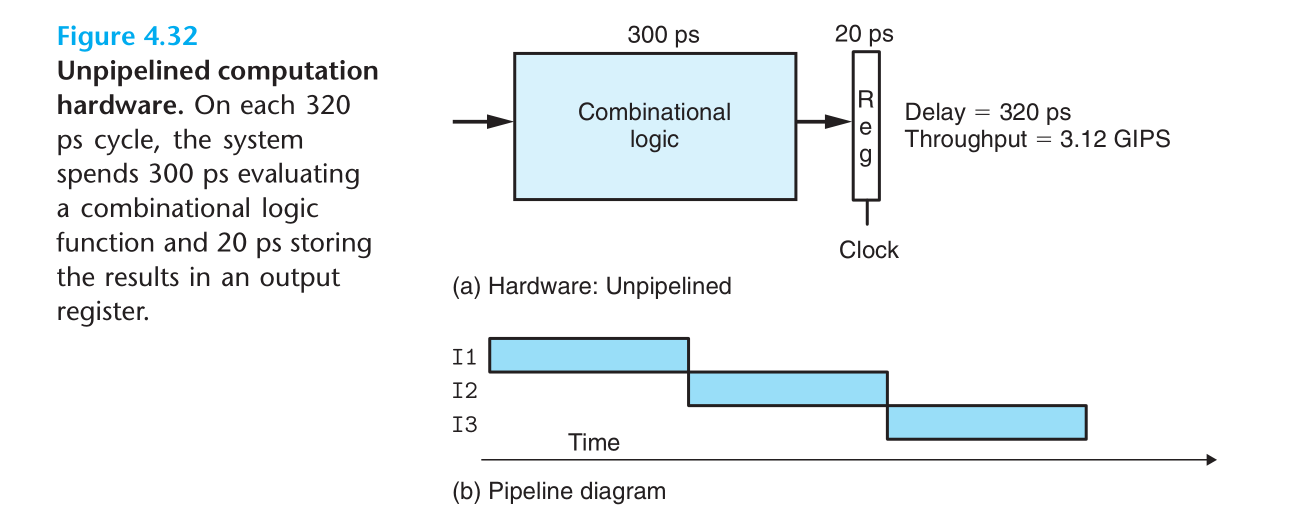 Figure 4.32
Unpipelined computation
hardware. On each 320
ps cycle, the system
spends 300 ps evaluating
a combinational logic
function and 20 ps storing
the results in an output
register.
300 ps
20 ps
Combinational
logic
R
e
g
Delay = 320 ps
Throughput = 3.12 GIPS
Clock
(a) Hardware: Unpipelined
I1
I2
I3
Time
(b) Pipeline diagram